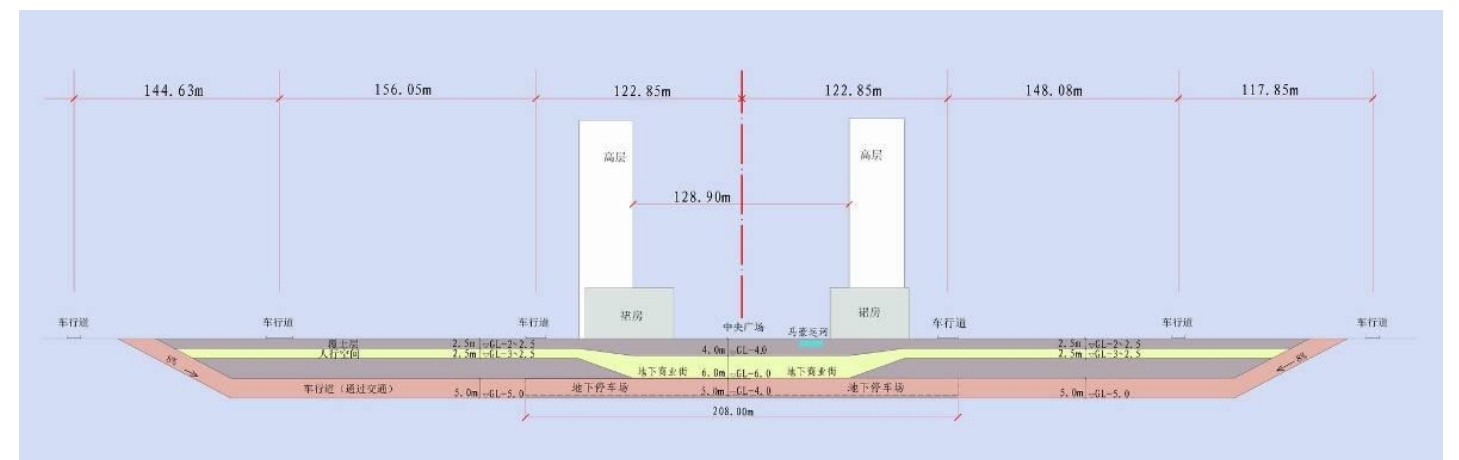 144.63m 156.05m 122.85m 122.85m 148.08m 117.85m
高层 高层
128.90m
裙房 裙房
车行道 车行道 车行道 中央广场 马壶运河 车行道 车行道 车行道
覆土层 2.5m GL-2~2.5 4.0m GL-4.0 2.5m GL-2~2.5
人行空间 2.5m GL-3~2.5 2.5m GL-3~2.5
8% 地下商业街 6.0m GL-6.0 地下商业街 8%
车行道（通过交通） 5.0m GL-5.0 地下停车场 5.0m GL-4.0 地下停车场 5.0m GL-5.0
208.00m